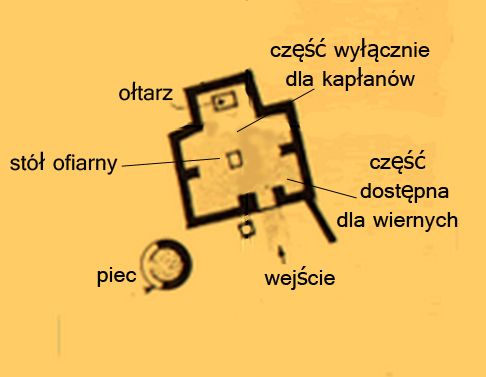 część wyłącznie
dla kapłanów
ołtarz
stół ofiarny
część
dostępna
dla wiernych
piec
wejście